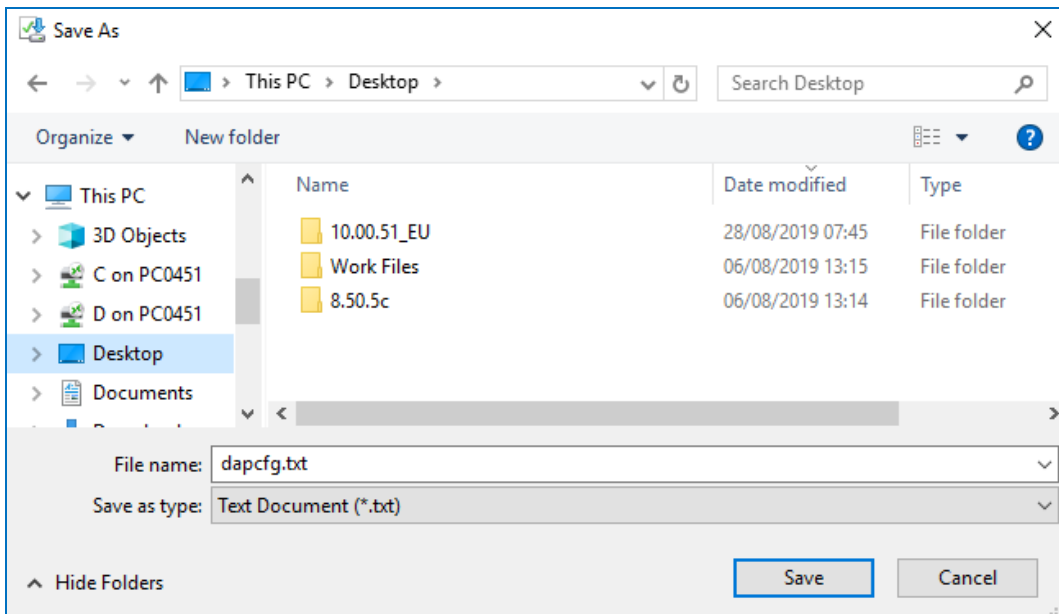 Save As
This PC > Desktop >
Search Desktop
Organize
New folder
?
Name
Date modified
Type
This PC
3D Objects
C on PC0451
D on PC0451
Desktop
Documents
10.00.51_EU 28/08/2019 07:45 File folder
Work Files 06/08/2019 13:15 File folder
8.50.5c 06/08/2019 13:14 File folder
File name: dapcfg.txt
Save as type: Text Document (*.txt)
Hide Folders
Save
Cancel